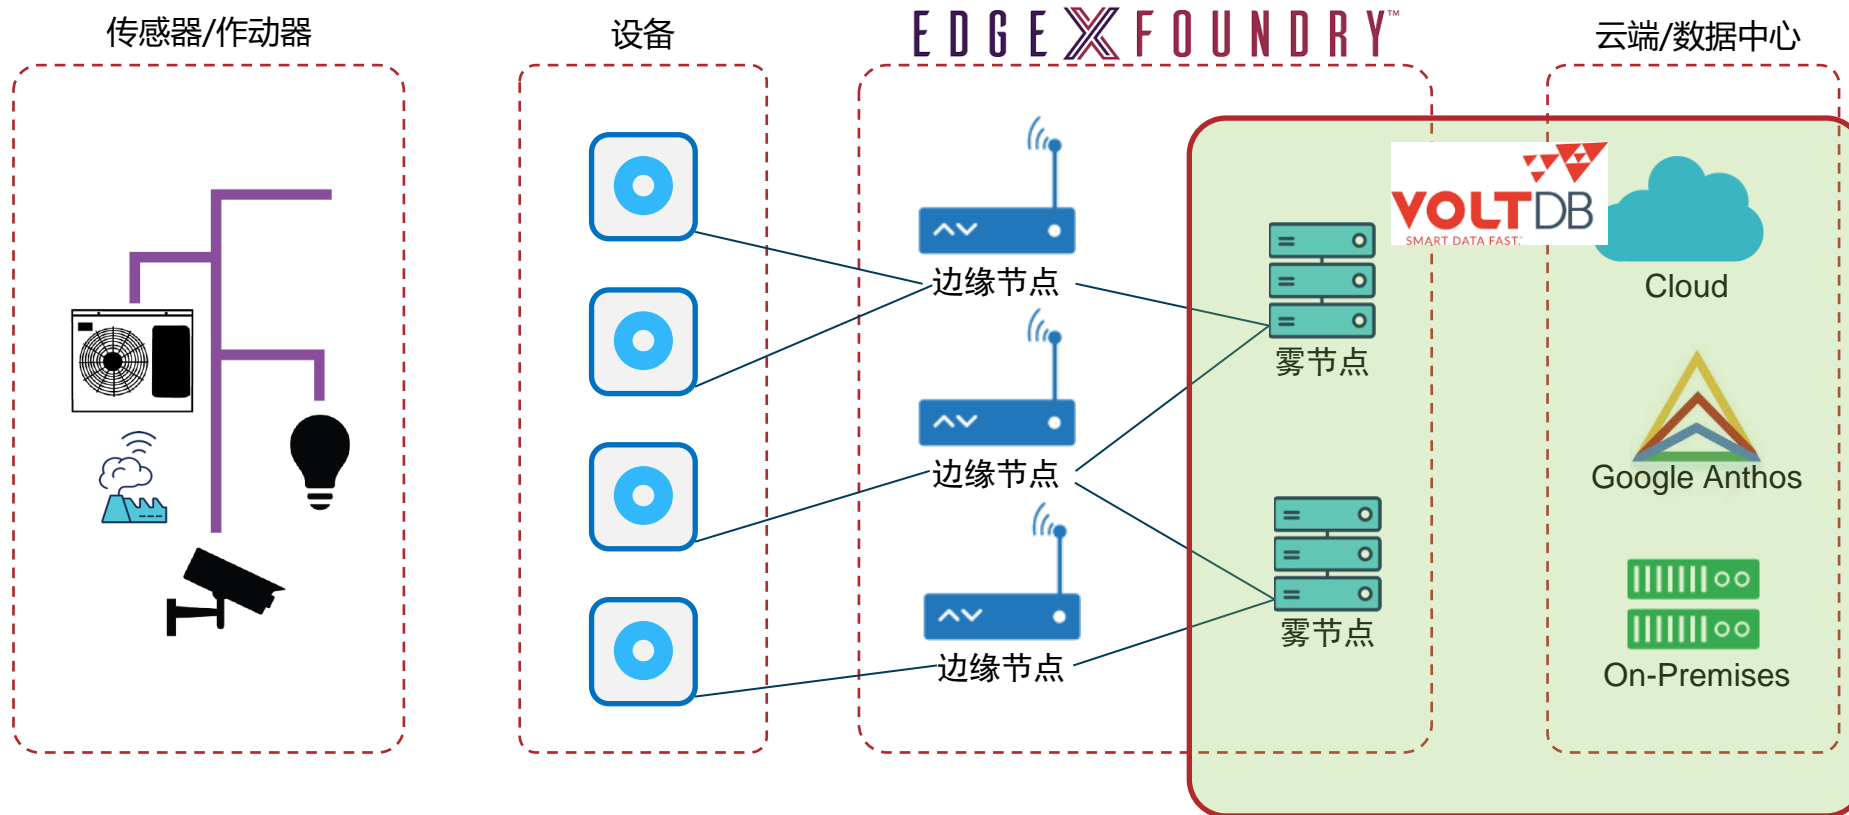 传感器/作动器
设备
EDGE X FOUNDRY™
云端/数据中心
VOLTDB
SMART DATA FAST.
边缘节点
Cloud
雾节点
边缘节点
Google Anthos
雾节点
边缘节点
On-Premises